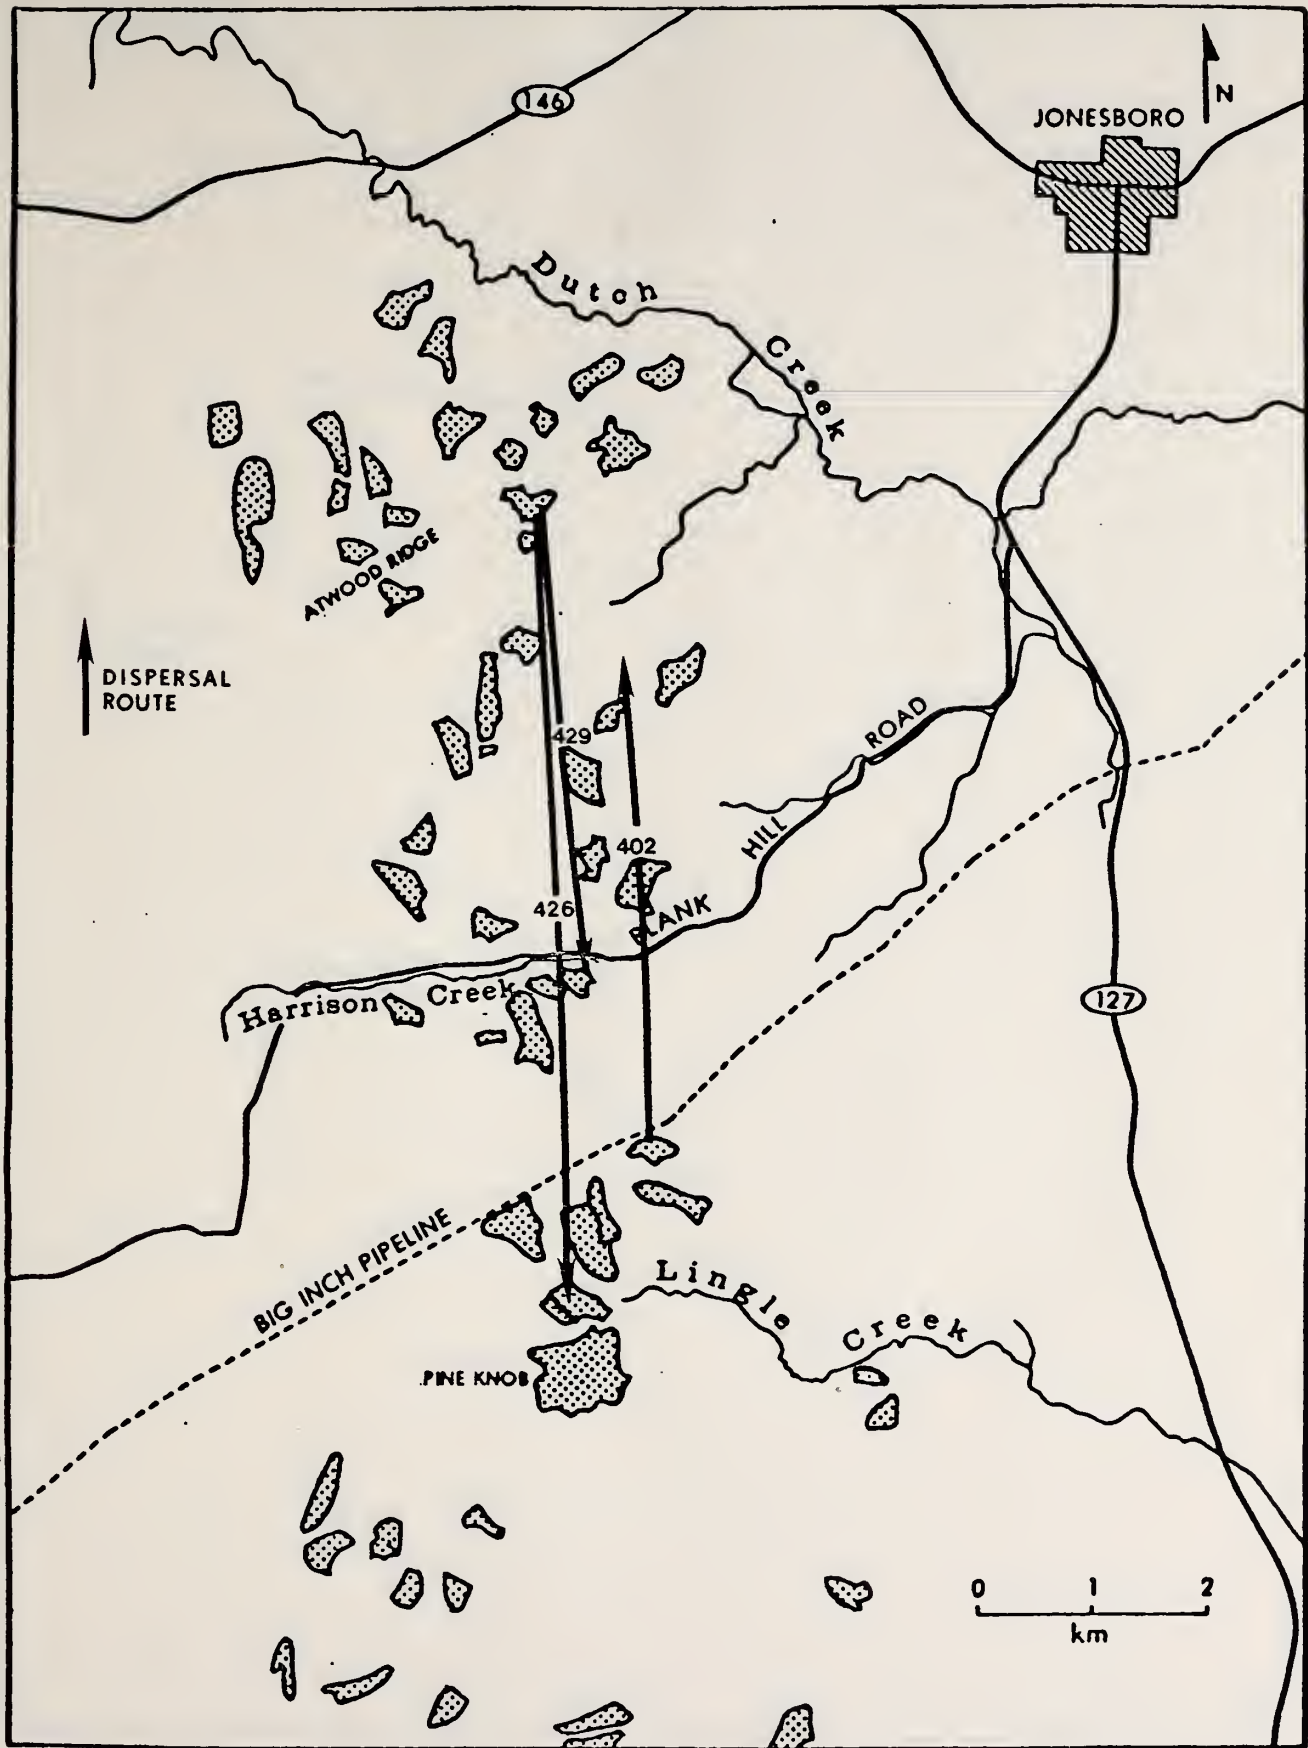 146
N
JONESBORO
Dutch
Creek
ATWOOD RIDGE
DISPERSAL
ROUTE
ROAD
429
HILL
402
426
LANK
Harrison Creek
127
BIG INCH PIPELINE
Lingle
Creek
PINE KNOB
0 1 2
km